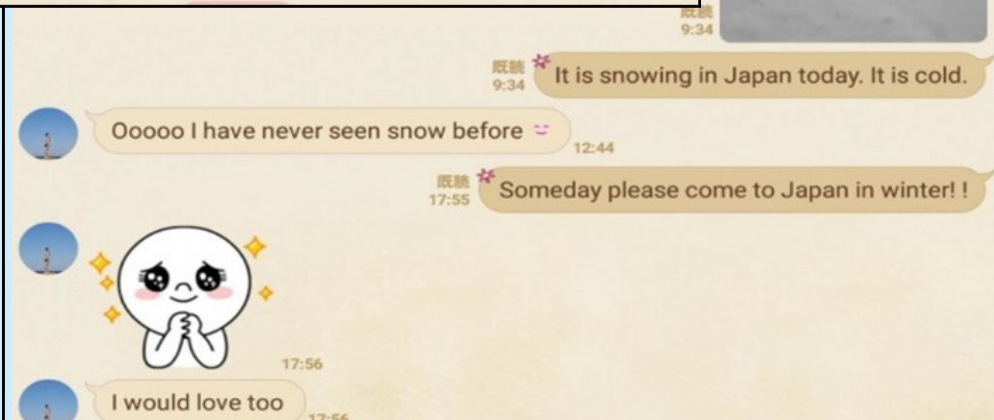 既読
9:34
既読
9:34
It is snowing in Japan today. It is cold.
Ooooo I have never seen snow before
12:44
既読
17:55
Someday please come to Japan in winter! !
17:56
I would love too
17:56